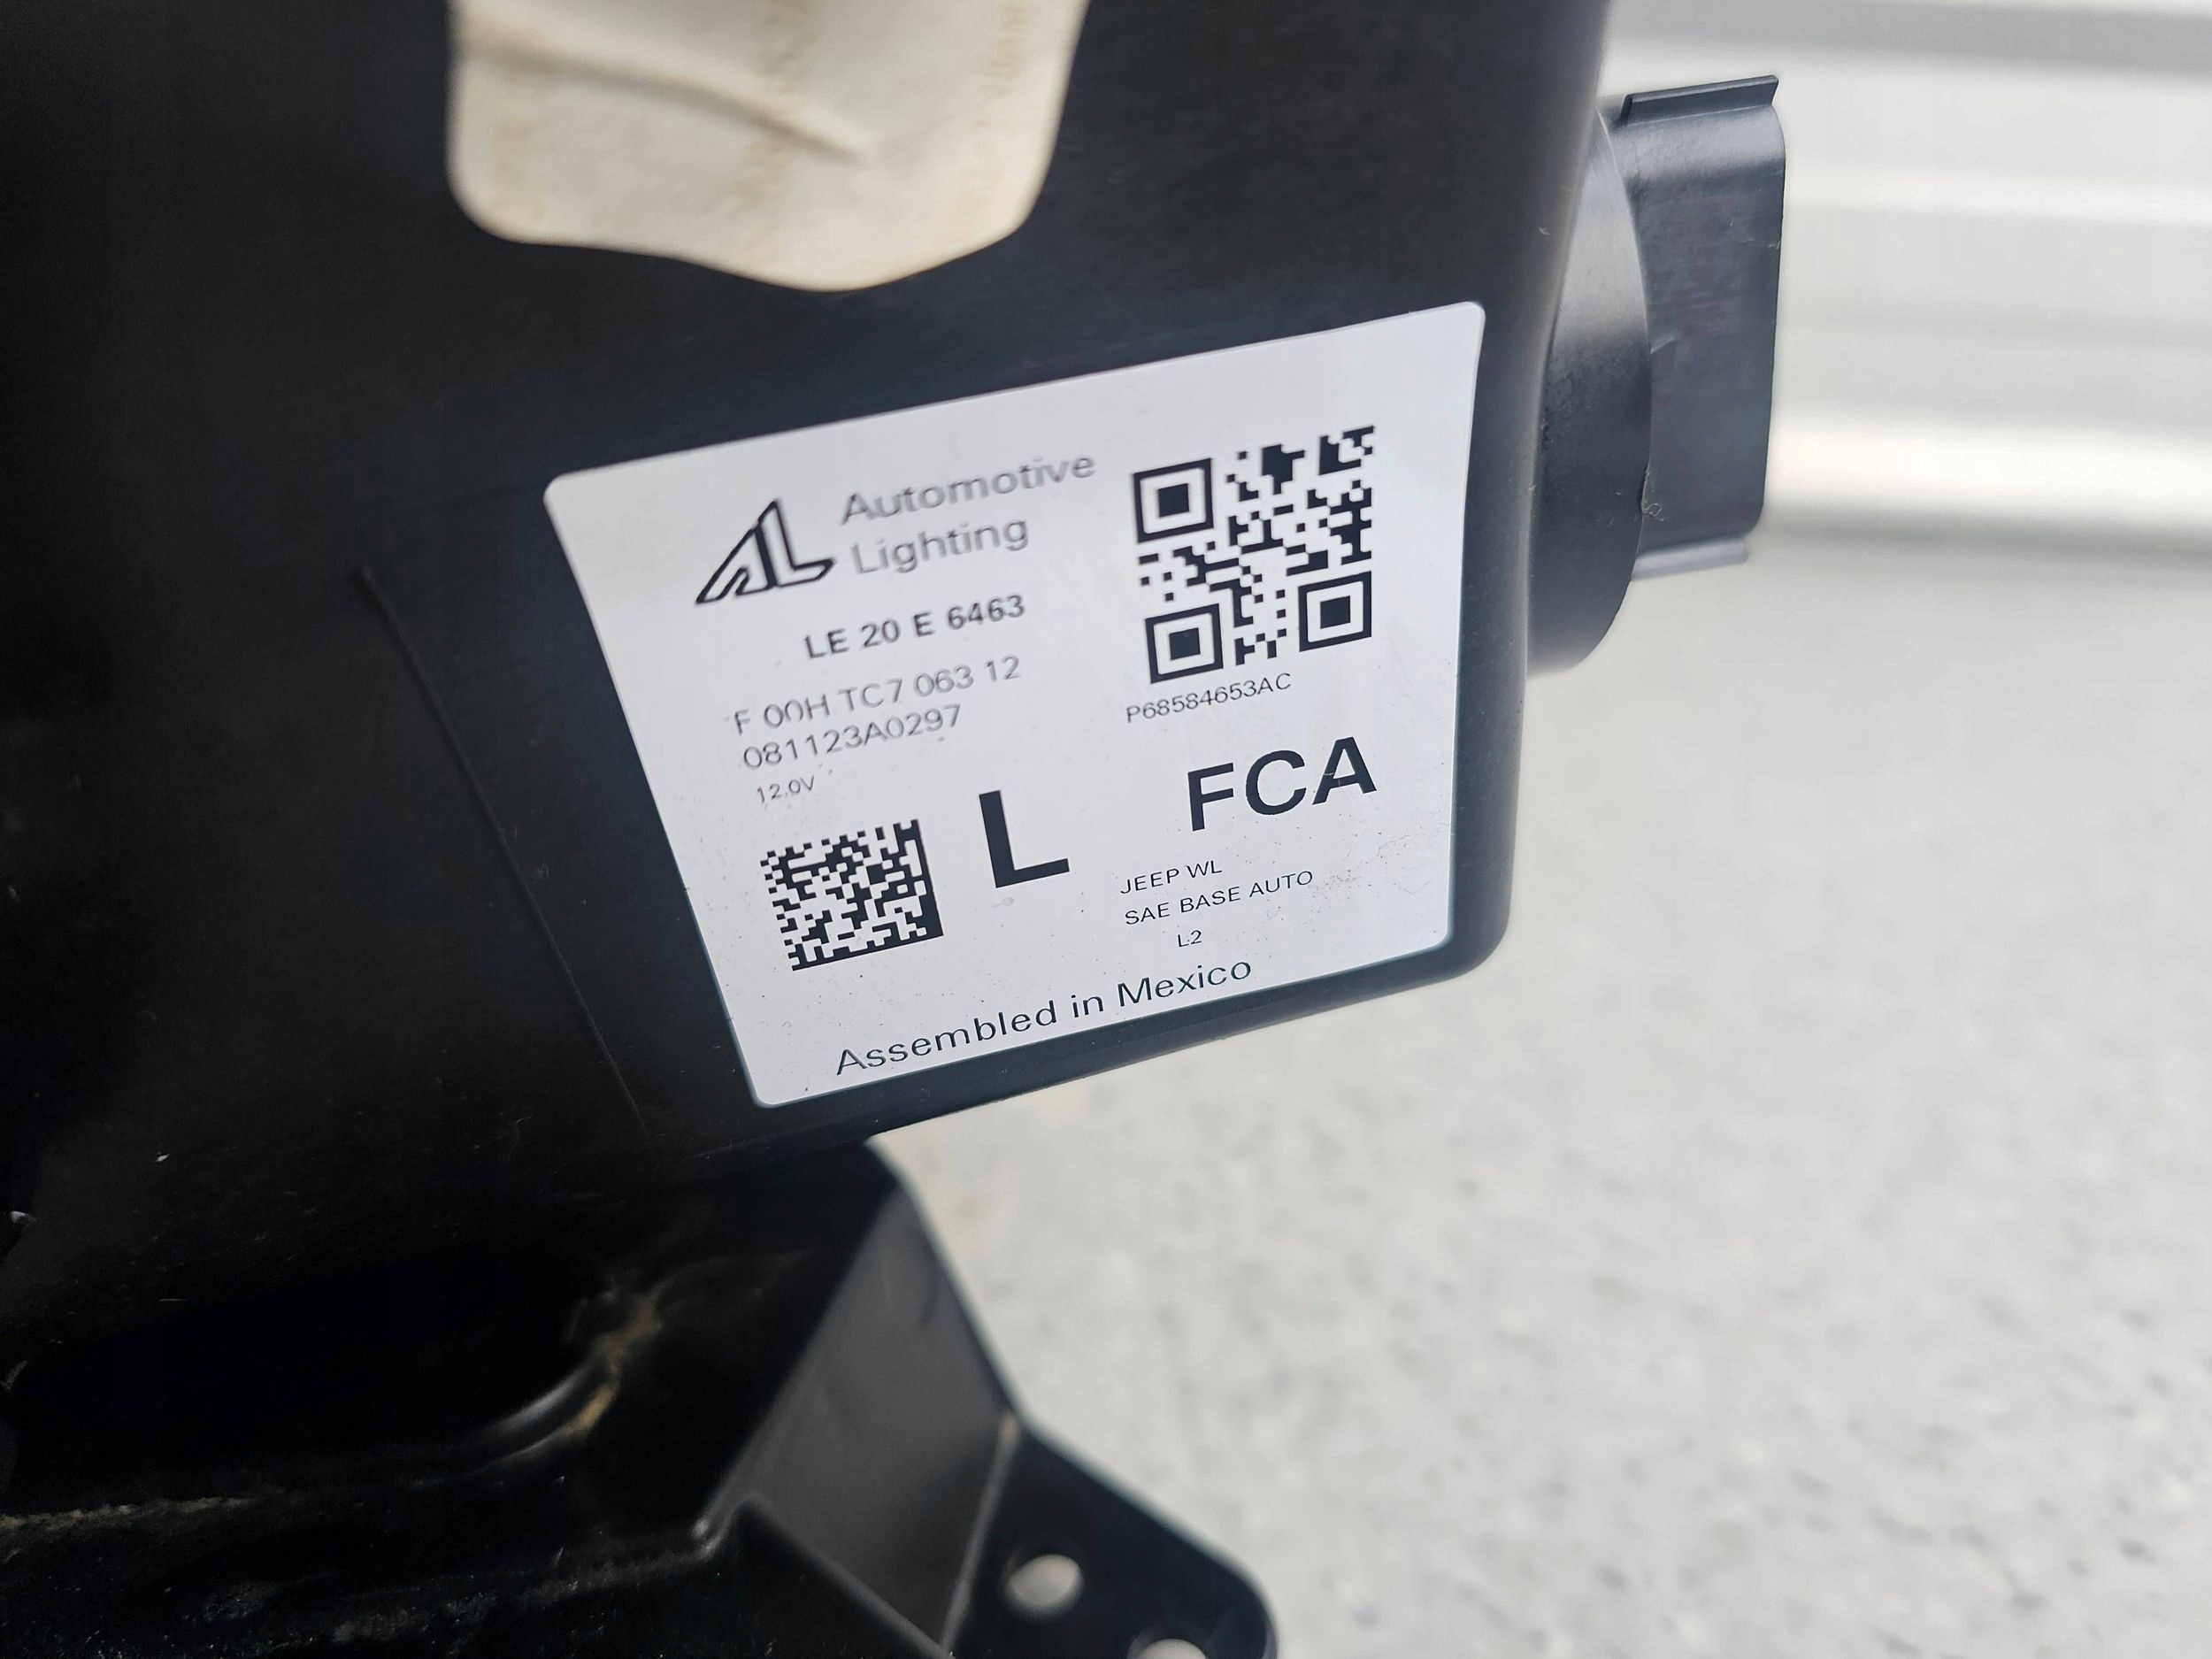 AL Automotive
Lighting
LE 20 E 6463
F 00H TC7 063 12
081123A0297
12.0V
L
P68584653AC
FCA
JEEP WL
SAE BASE AUTO
L2
Assembled in Mexico